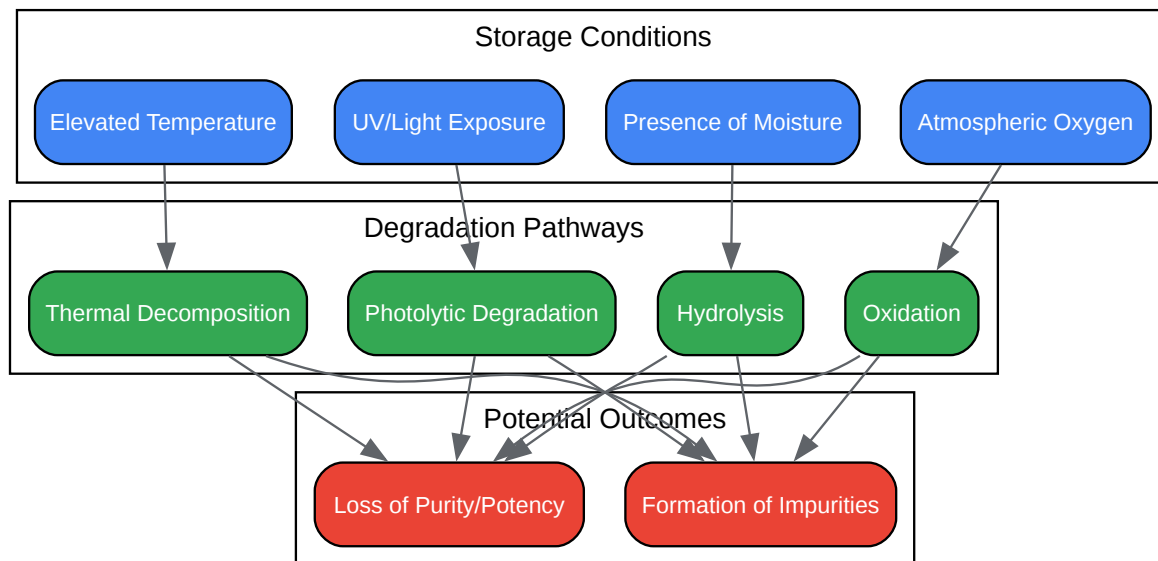 Storage Conditions
Elevated Temperature
UV/Light Exposure
Presence of Moisture
Atmospheric Oxygen
Degradation Pathways
Thermal Decomposition
Photolytic Degradation
Hydrolysis
Oxidation
Potential Outcomes
Loss of Purity/Potency
Formation of Impurities